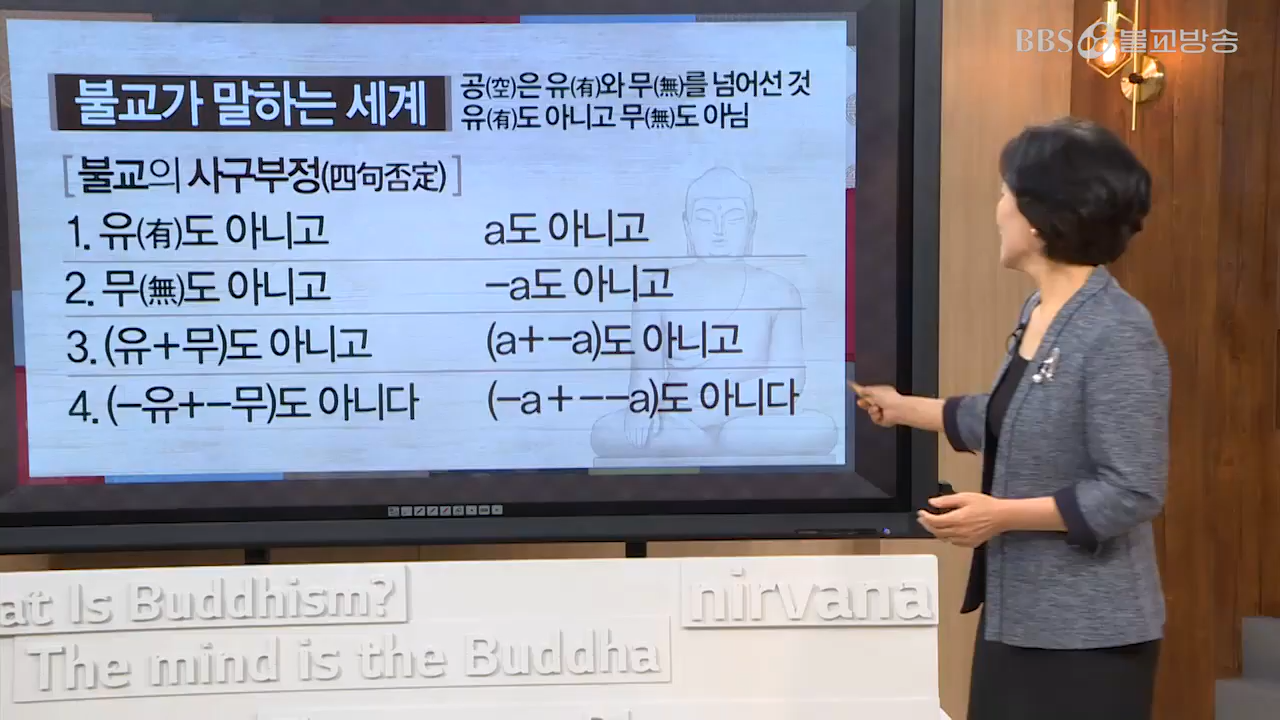 BBS 불교방송
불교가 말하는 세계
공(空)은 유(有)와 무(無)를 넘어선 것
유(有)도 아니고 무(無)도 아님
[불교의 사구부정(四句否定)]
1. 유(有)도 아니고 a도 아니고
2. 무(無)도 아니고 -a도 아니고
3. (유+무)도 아니고 (a+-a)도 아니고
4. (-유+-무)도 아니다 (-a+--a)도 아니다
at Is Buddhism?
nirvana
The mind is the Buddha